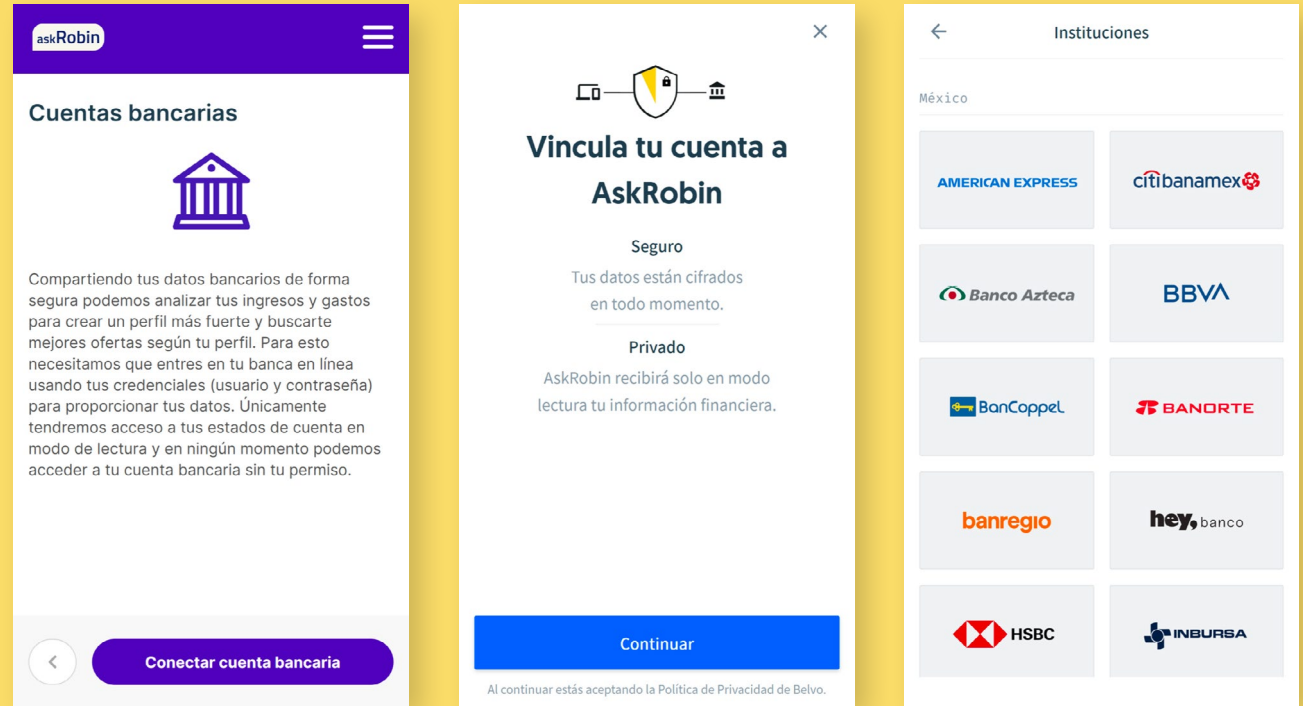 askRobin
Cuentas bancarias
Compartiendo tus datos bancarios de forma
segura podemos analizar tus ingresos y gastos
para crear un perfil más fuerte y buscarte
mejores ofertas según tu perfil. Para esto
necesitamos que entres en tu banca en línea
usando tus credenciales (usuario y contraseña)
para proporcionar tus datos. Únicamente
tendremos acceso a tus estados de cuenta en
modo de lectura y en ningún momento podemos
acceder a tu cuenta bancaria sin tu permiso.
Conectar cuenta bancaria
Vincula tu cuenta a
AskRobin
Seguro
Tus datos están cifrados
en todo momento.
Privado
AskRobin recibirá solo en modo
lectura tu información financiera.
Continuar
Al continuar estás aceptando la Política de Privacidad de Belvo.
Instituciones
México
AMERICAN EXPRESS
citibanamex
Banco Azteca
BBVA
BanCoppel
BANORTE
banregio
hey, banco
HSBC
INBURSA